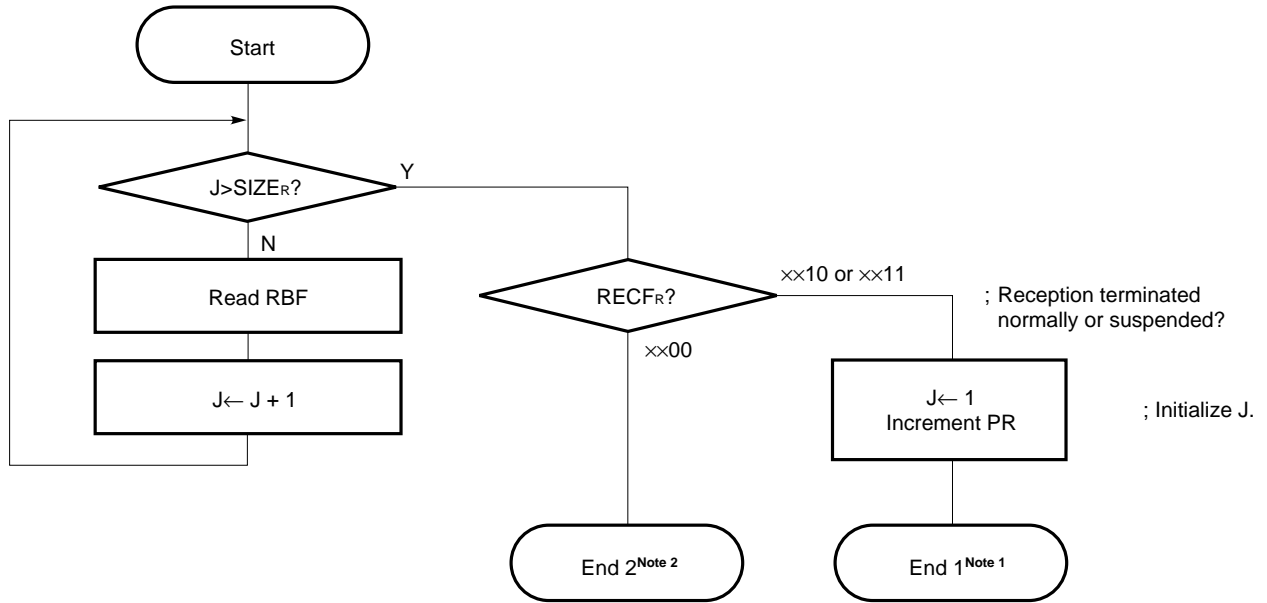 Start
J>SIZER?
Y
N
Read RBF
J← J + 1
RECFR?
××10 or ××11
××00
; Reception terminated
normally or suspended?
J← 1
Increment PR
; Initialize J.
End 2Note 2
End 1Note 1